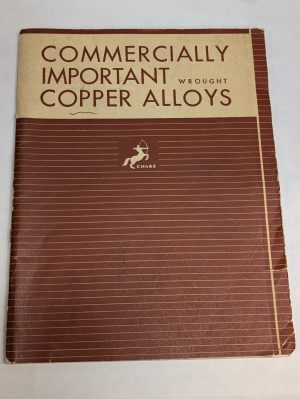 COMMERCIALLY
IMPORTANT WROUGHT
COPPER ALLOYS
CHASE